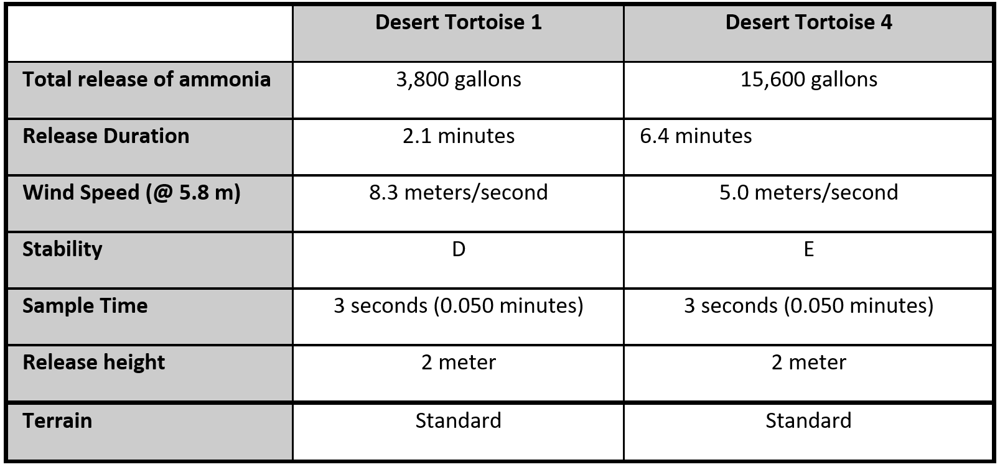 Desert Tortoise 1 Desert Tortoise 4
Total release of ammonia 3,800 gallons 15,600 gallons
Release Duration 2.1 minutes 6.4 minutes
Wind Speed (@ 5.8 m) 8.3 meters/second 5.0 meters/second
Stability D E
Sample Time 3 seconds (0.050 minutes) 3 seconds (0.050 minutes)
Release height 2 meter 2 meter
Terrain Standard Standard